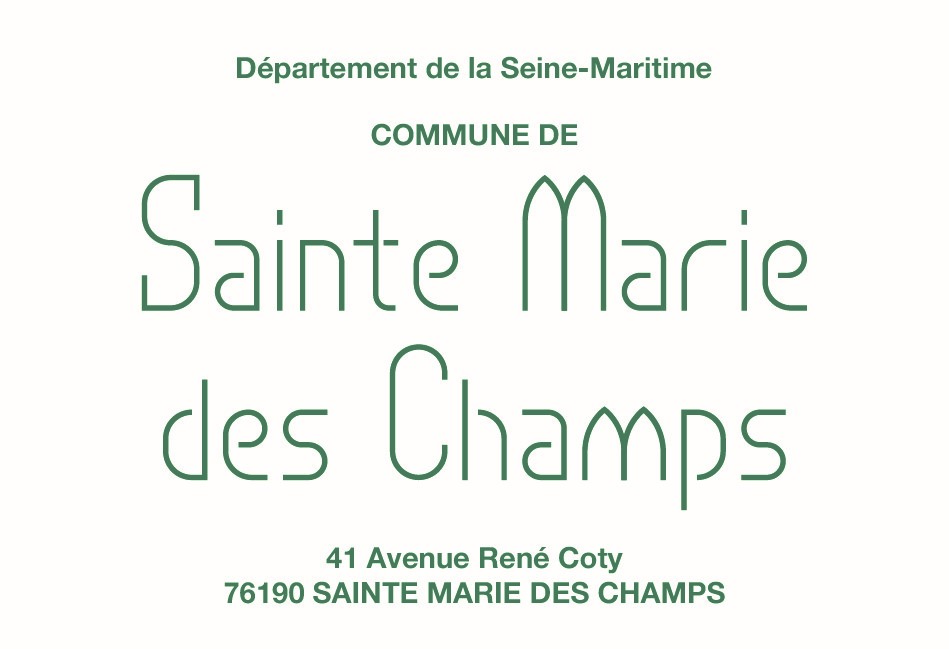 Département de la Seine-Maritime
COMMUNE DE
Sainte Marie
des Champs
41 Avenue René Coty
76190 SAINTE MARIE DES CHAMPS